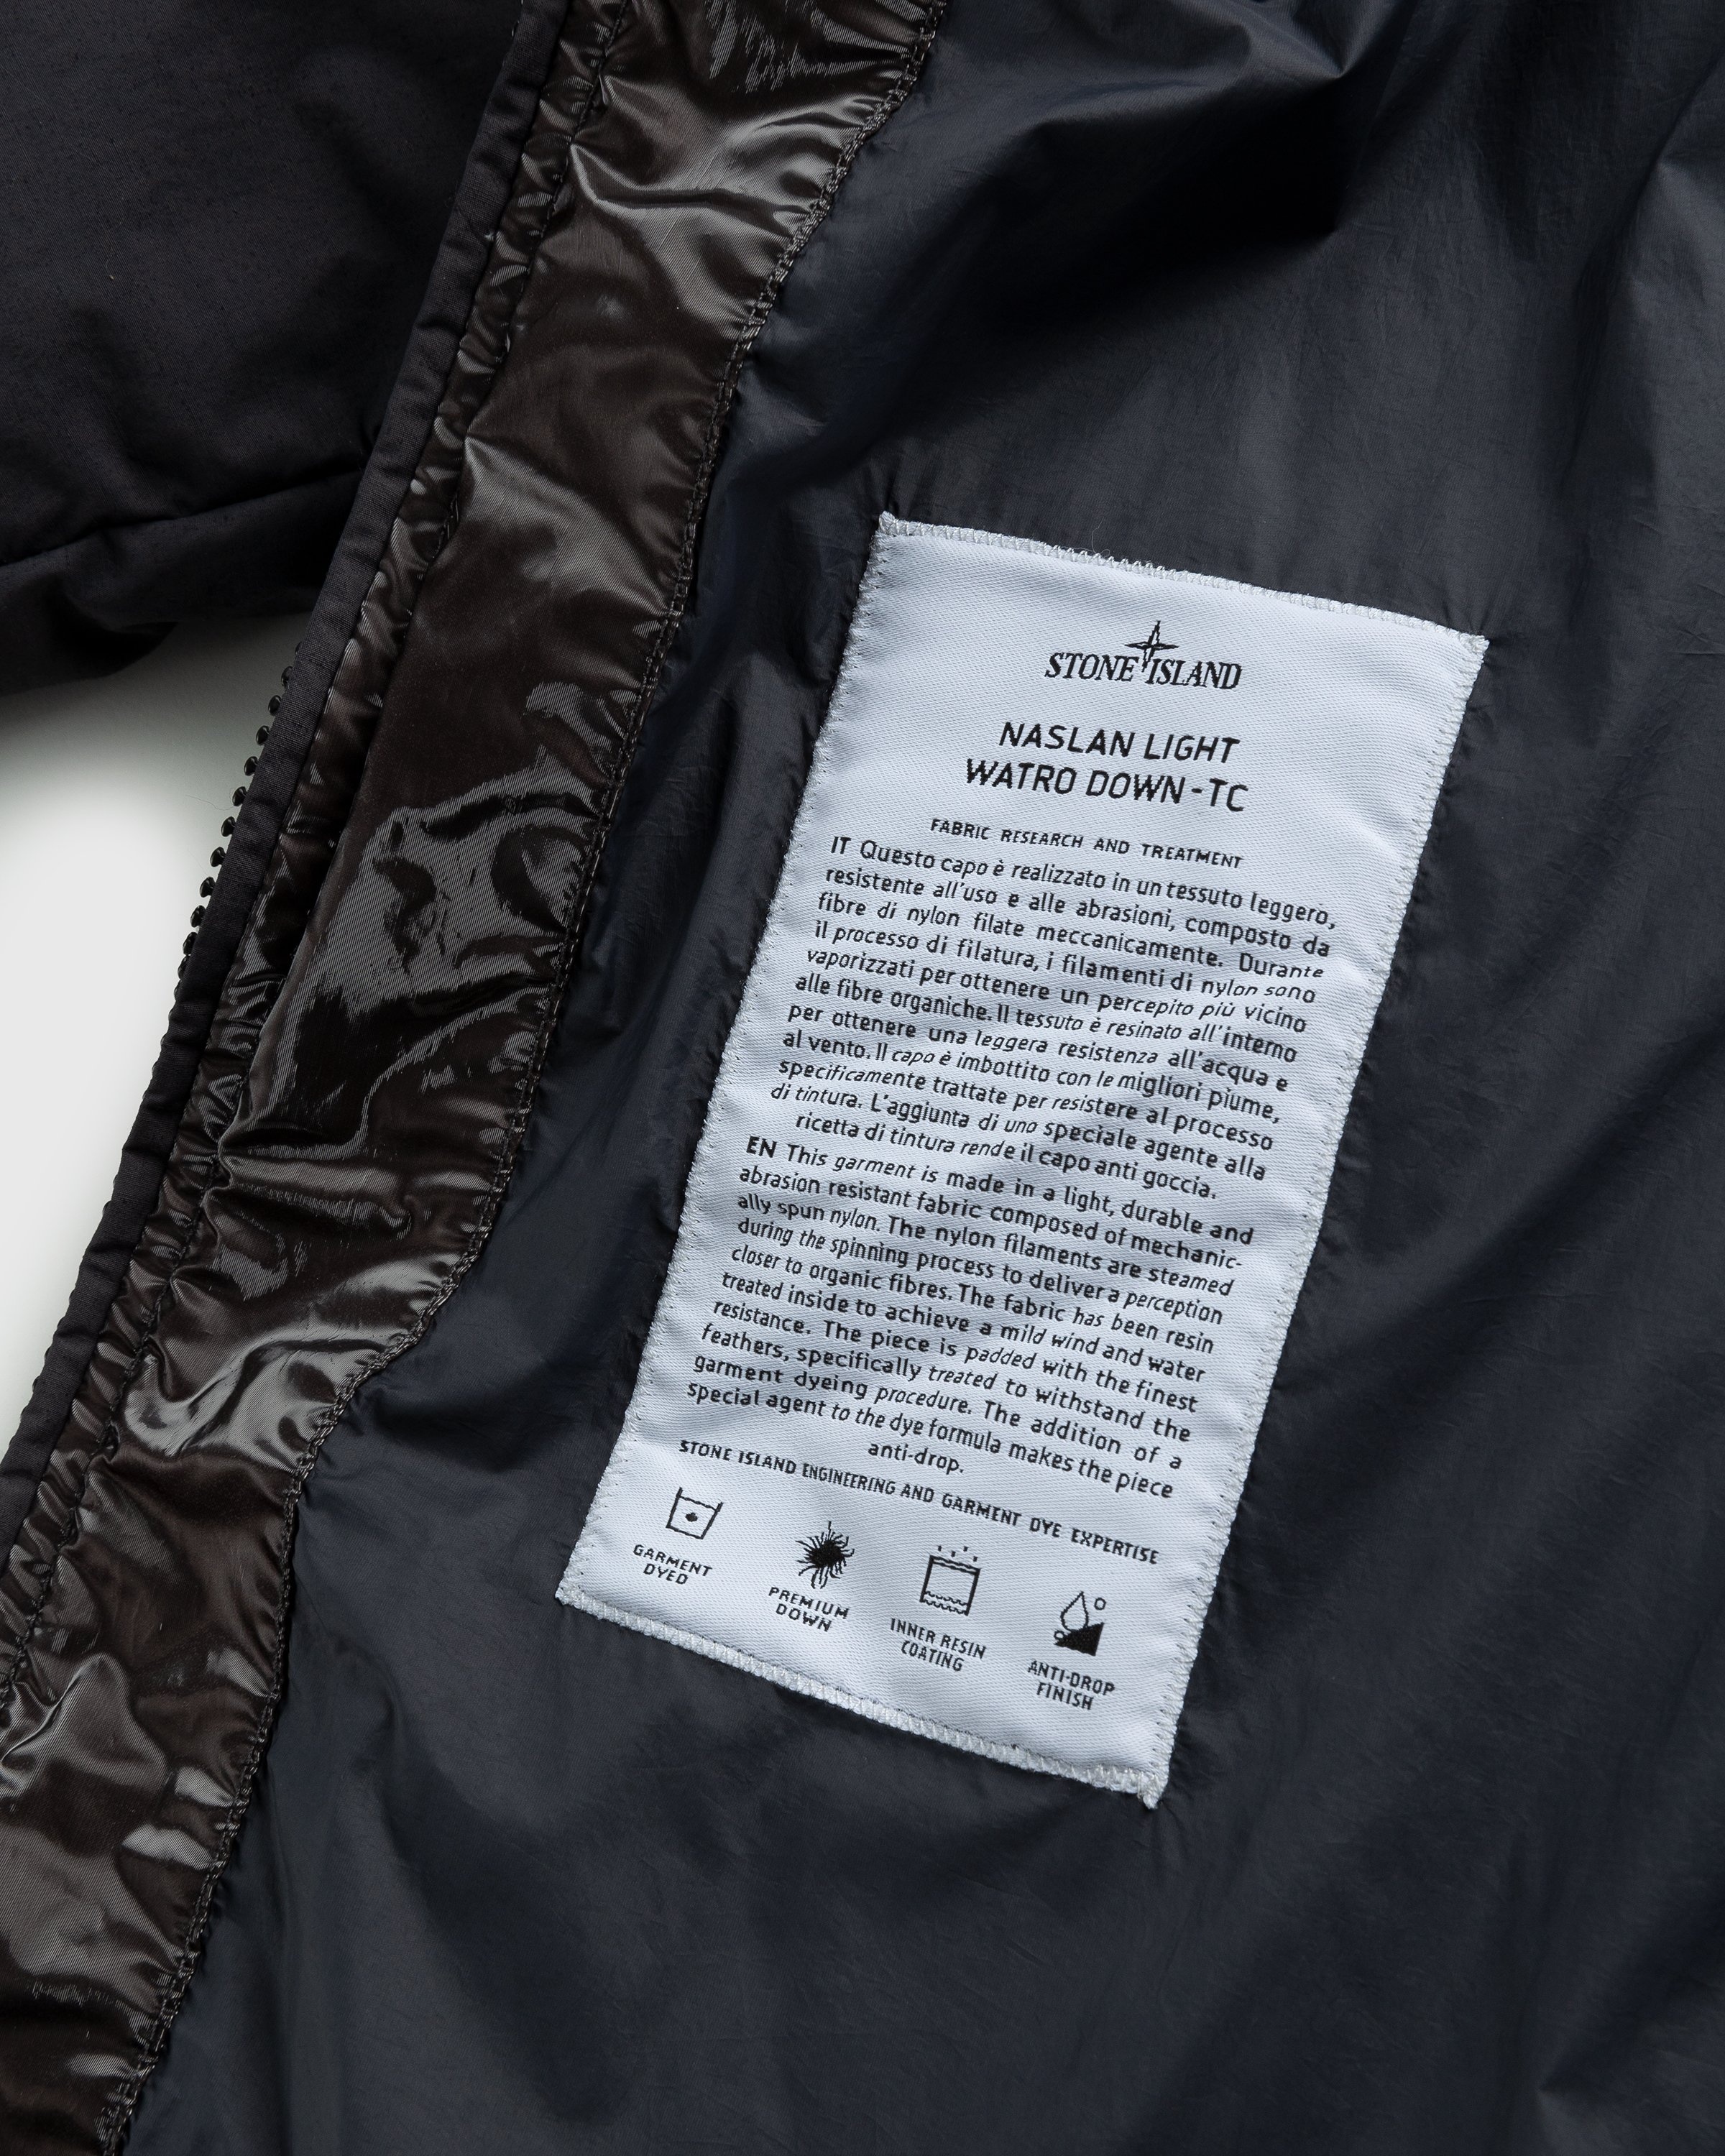 STONE ISLAND
NASLAN LIGHT
WATRO DOWN-TC
FABRIC RESEARCH AND TREATMENT
IT Questo capo è realizzato in un tessuto leggero,
resistente all'uso e alle abrasioni, composto da
fibre di nylon filate meccanicamente. Durante
il processo di filatura, i filamenti di nylon sono
vaporizzati per ottenere un percepito più vicino
alle fibre organiche. Il tessuto è resinato all'interno
per ottenere una leggera resistenza all'acqua e
al vento. Il capo è imbottito con le migliori piume,
specificamente trattate per resistere al processo
di tintura. L'aggiunta di uno speciale agente alla
ricetta di tintura rende il capo anti goccia.
EN This garment is made in a light, durable and
abrasion resistant fabric composed of mechanic-
ally spun nylon. The nylon filaments are steamed
during the spinning process to deliver a perception
closer to organic fibres. The fabric has been resin
treated inside to achieve a mild wind and water
resistance. The piece is padded with the finest
feathers, specifically treated to withstand the
garment dyeing procedure. The addition of a
special agent to the dye formula makes the piece
anti-drop.
STONE ISLAND ENGINEERING AND GARMENT DYE EXPERTISE
GARMENT
DYED
PREMIUM
DOWN
INNER RESIN
COATING
ANTI-DROP
FINISH